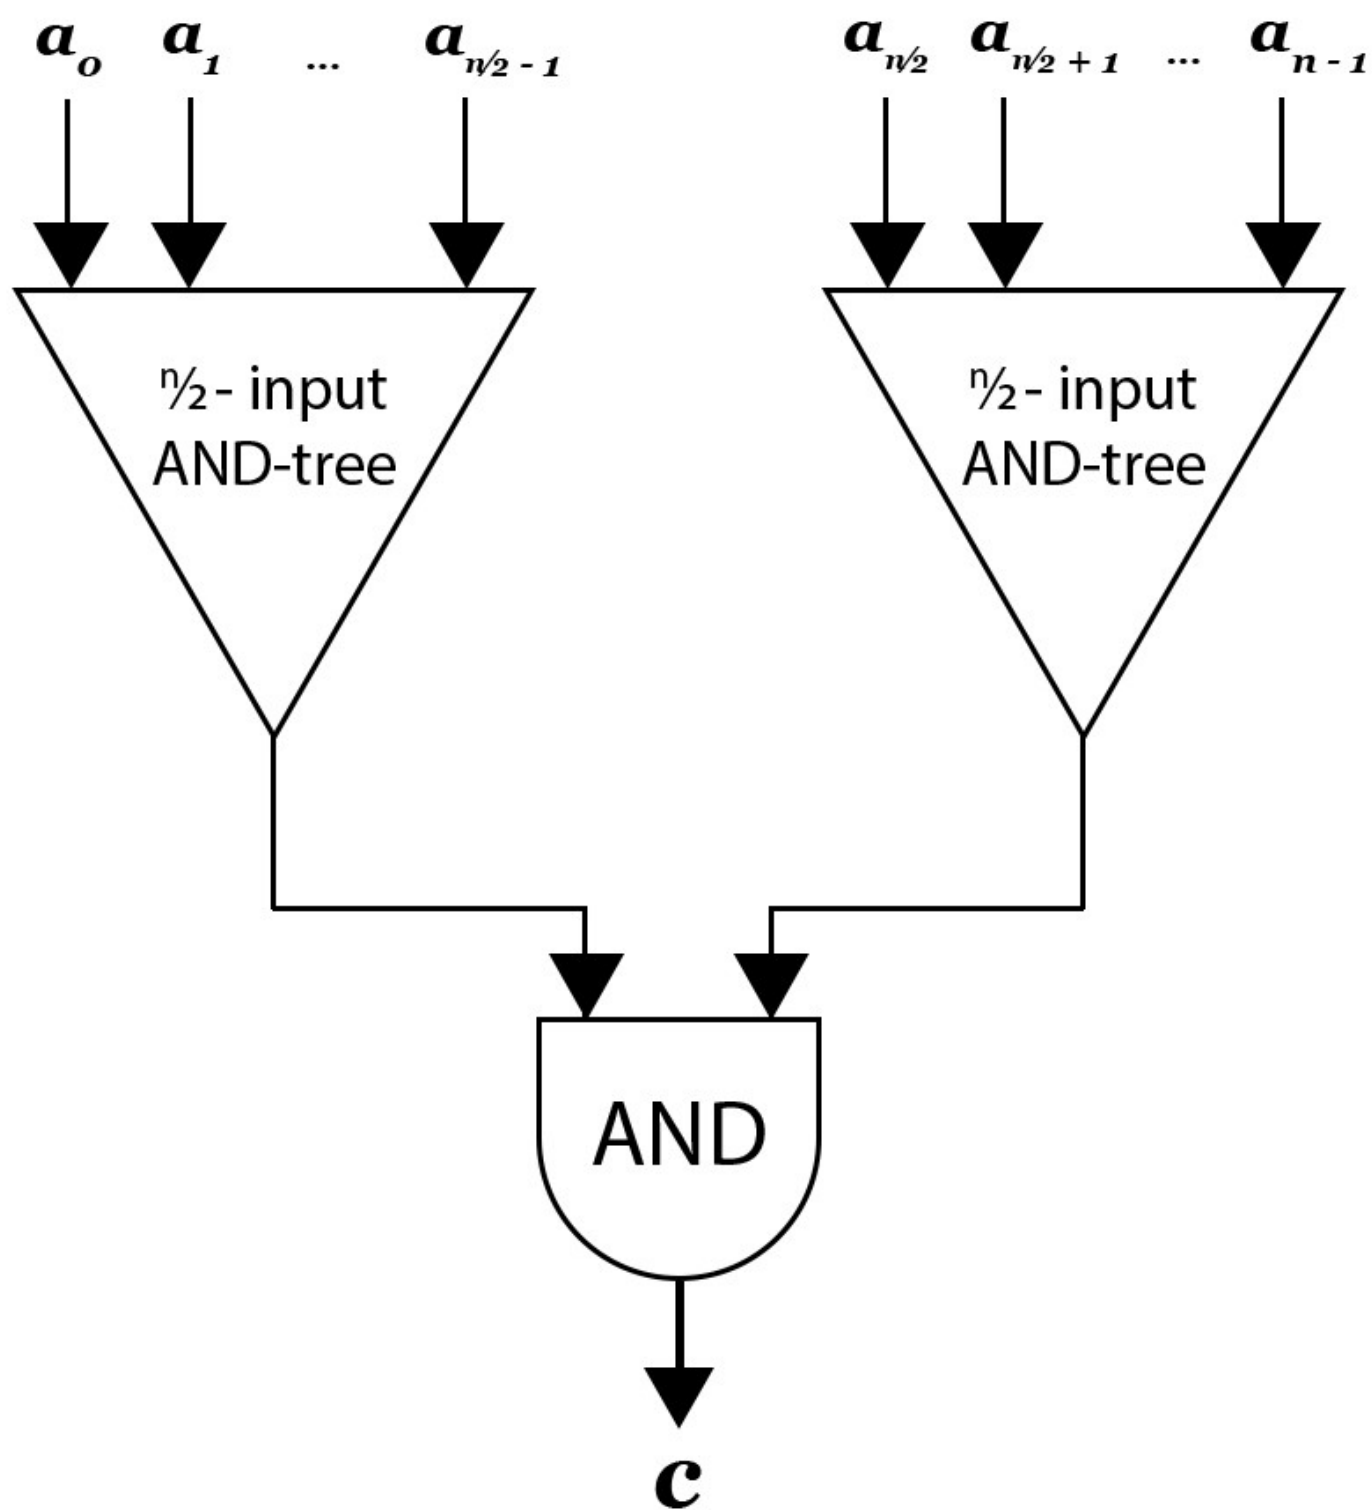 a₀ a₁ ... aₙ⁄₂ - ₁ aₙ⁄₂ aₙ⁄₂ + ₁ ... aₙ - ₁
n⁄2 - input n⁄2 - input
AND-tree AND-tree
AND
c